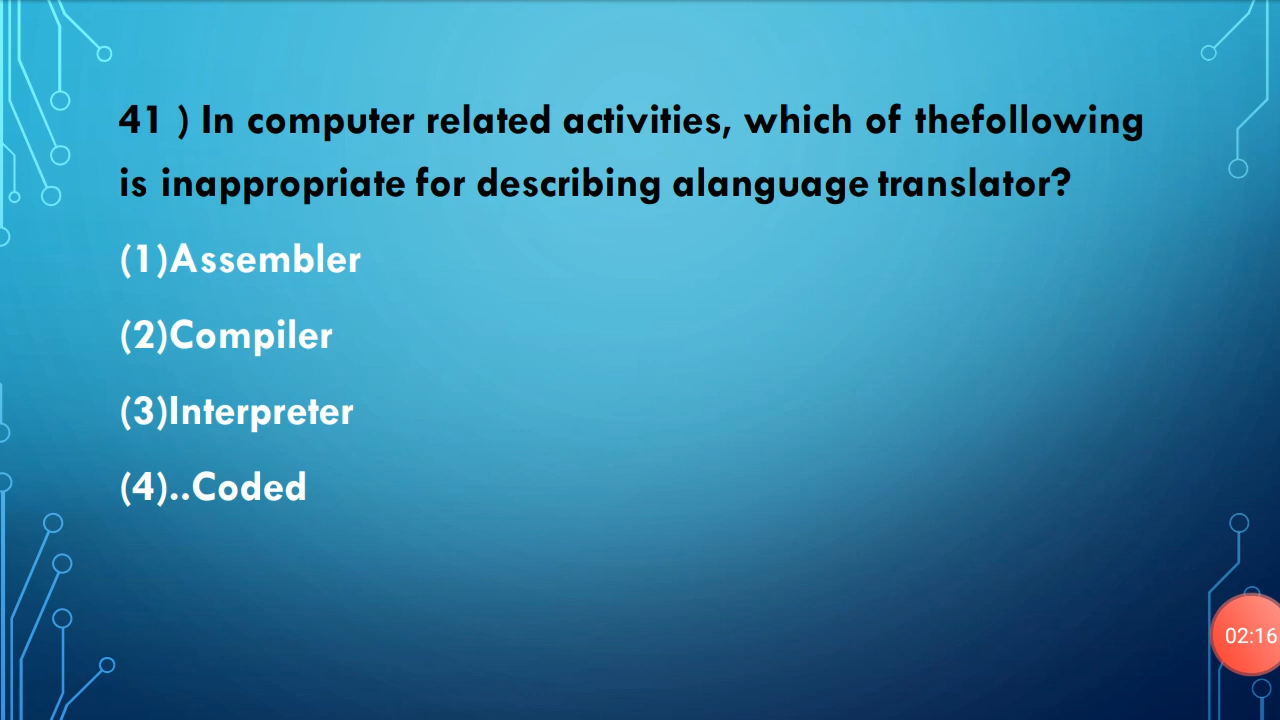 41 ) In computer related activities, which of thefollowing
is inappropriate for describing alanguage translator?
(1)Assembler
(2)Compiler
(3)Interpreter
(4)..Coded
02:16